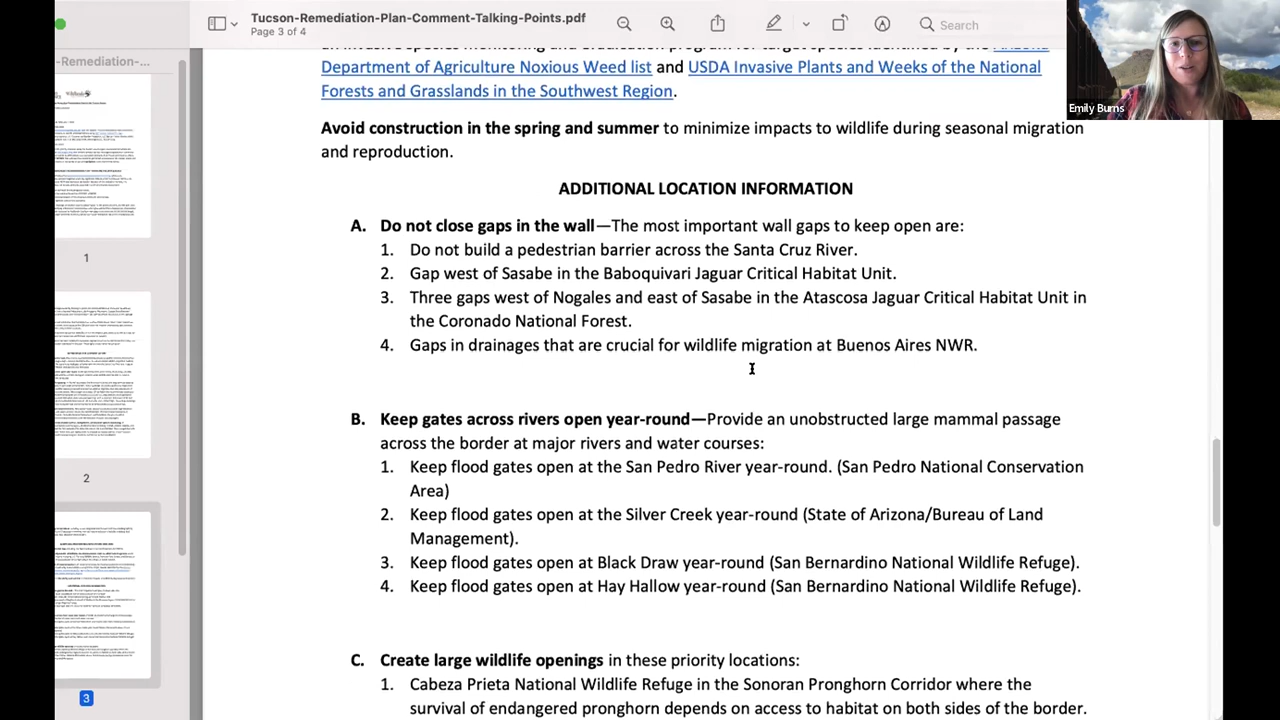 Tucson-Remediation-Plan-Comment-Talking-Points.pdf
Page 3 of 4
Search
-Remediation-...
Emily Burns
Department of Agriculture Noxious Weed list and USDA Invasive Plants and Weeks of the National
Forests and Grasslands in the Southwest Region.
Avoid construction in the spring and summer to minimize impacts to wildlife during seasonal migration
and reproduction.
ADDITIONAL LOCATION INFORMATION
A. Do not close gaps in the wall—The most important wall gaps to keep open are:
1. Do not build a pedestrian barrier across the Santa Cruz River.
2. Gap west of Sasabe in the Baboquivari Jaguar Critical Habitat Unit.
3. Three gaps west of Nogales and east of Sasabe in the Atascosa Jaguar Critical Habitat Unit in
the Coronado National Forest.
4. Gaps in drainages that are crucial for wildlife migration at Buenos Aires NWR.
B. Keep flood gates open year-round—Provide an unobstructed large mammal passage
across the border at major rivers and water courses:
1. Keep flood gates open at the San Pedro River year-round. (San Pedro National Conservation
Area)
2. Keep flood gates open at the Silver Creek year-round (State of Arizona/Bureau of Land
Management).
3. Keep flood gates open at Black Draw year-round (San Bernardino National Wildlife Refuge).
4. Keep flood gates open at Hay Hallow year-round (San Bernardino National Wildlife Refuge).
C. Create large wildlife openings in these priority locations:
1. Cabeza Prieta National Wildlife Refuge in the Sonoran Pronghorn Corridor where the
survival of endangered pronghorn depends on access to habitat on both sides of the border.
1
2
3